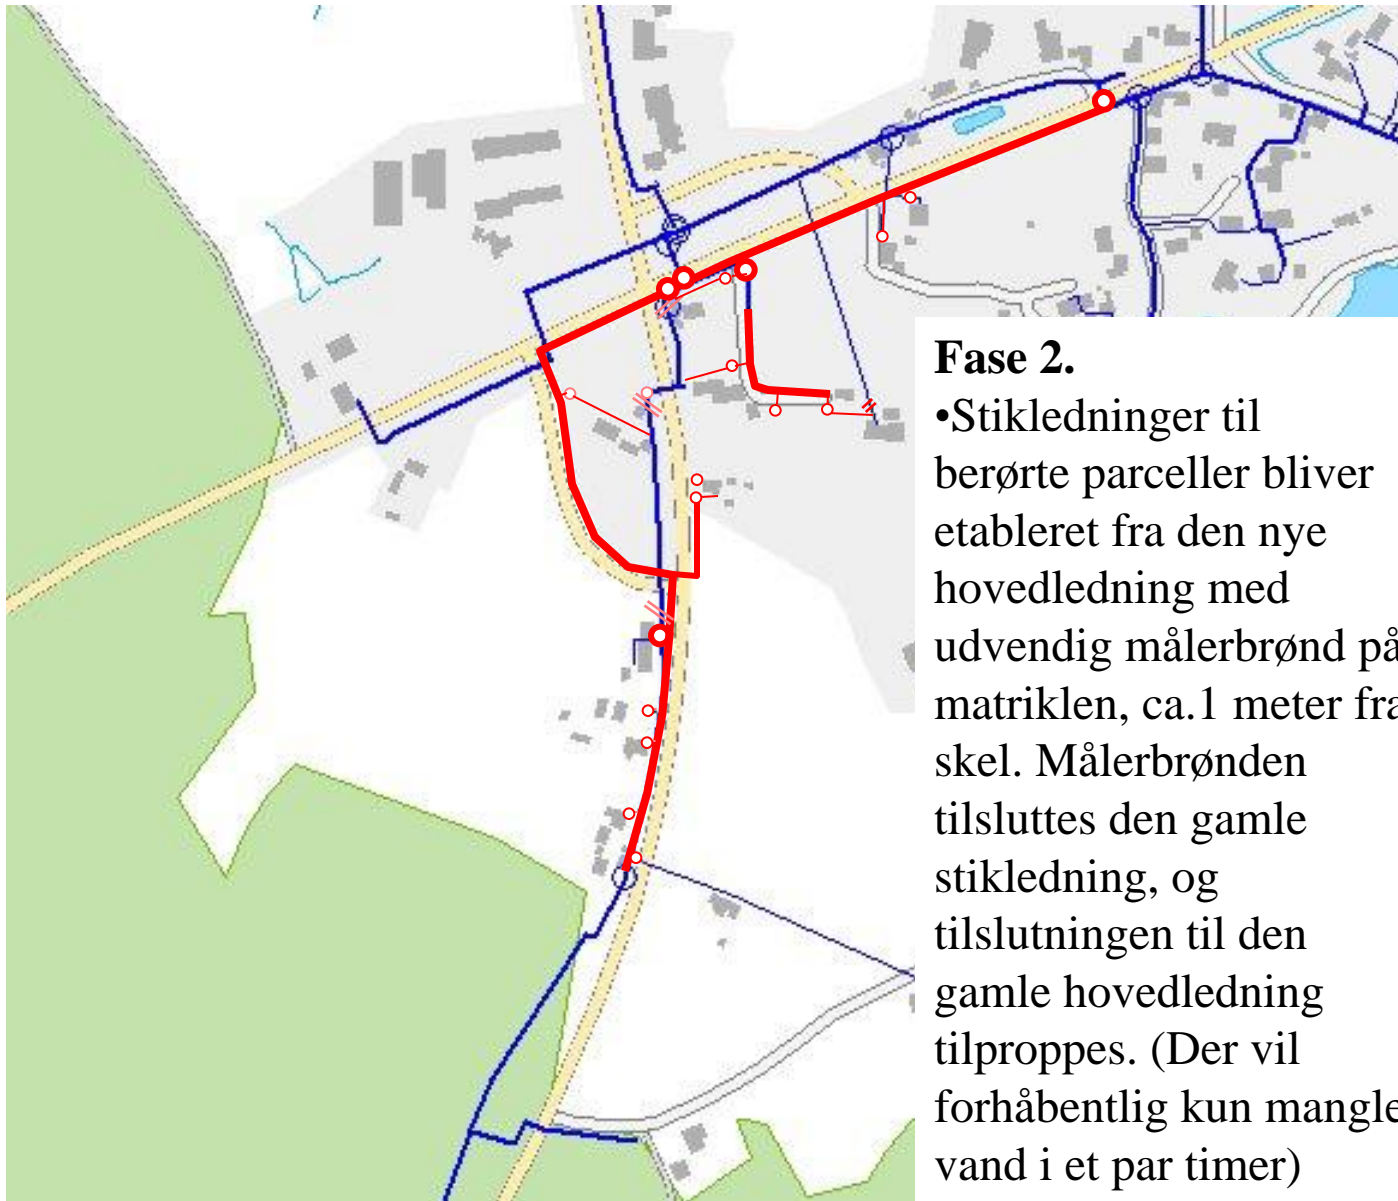 Fase 2.
•Stikledninger til
berørte parceller bliver
etableret fra den nye
hovedledning med
udvendig målerbrønd på
matriklen, ca.1 meter fra
skel. Målerbrønden
tilsluttes den gamle
stikledning, og
tilslutningen til den
gamle hovedledning
tilproppes. (Der vil
forhåbentlig kun mangle
vand i et par timer)